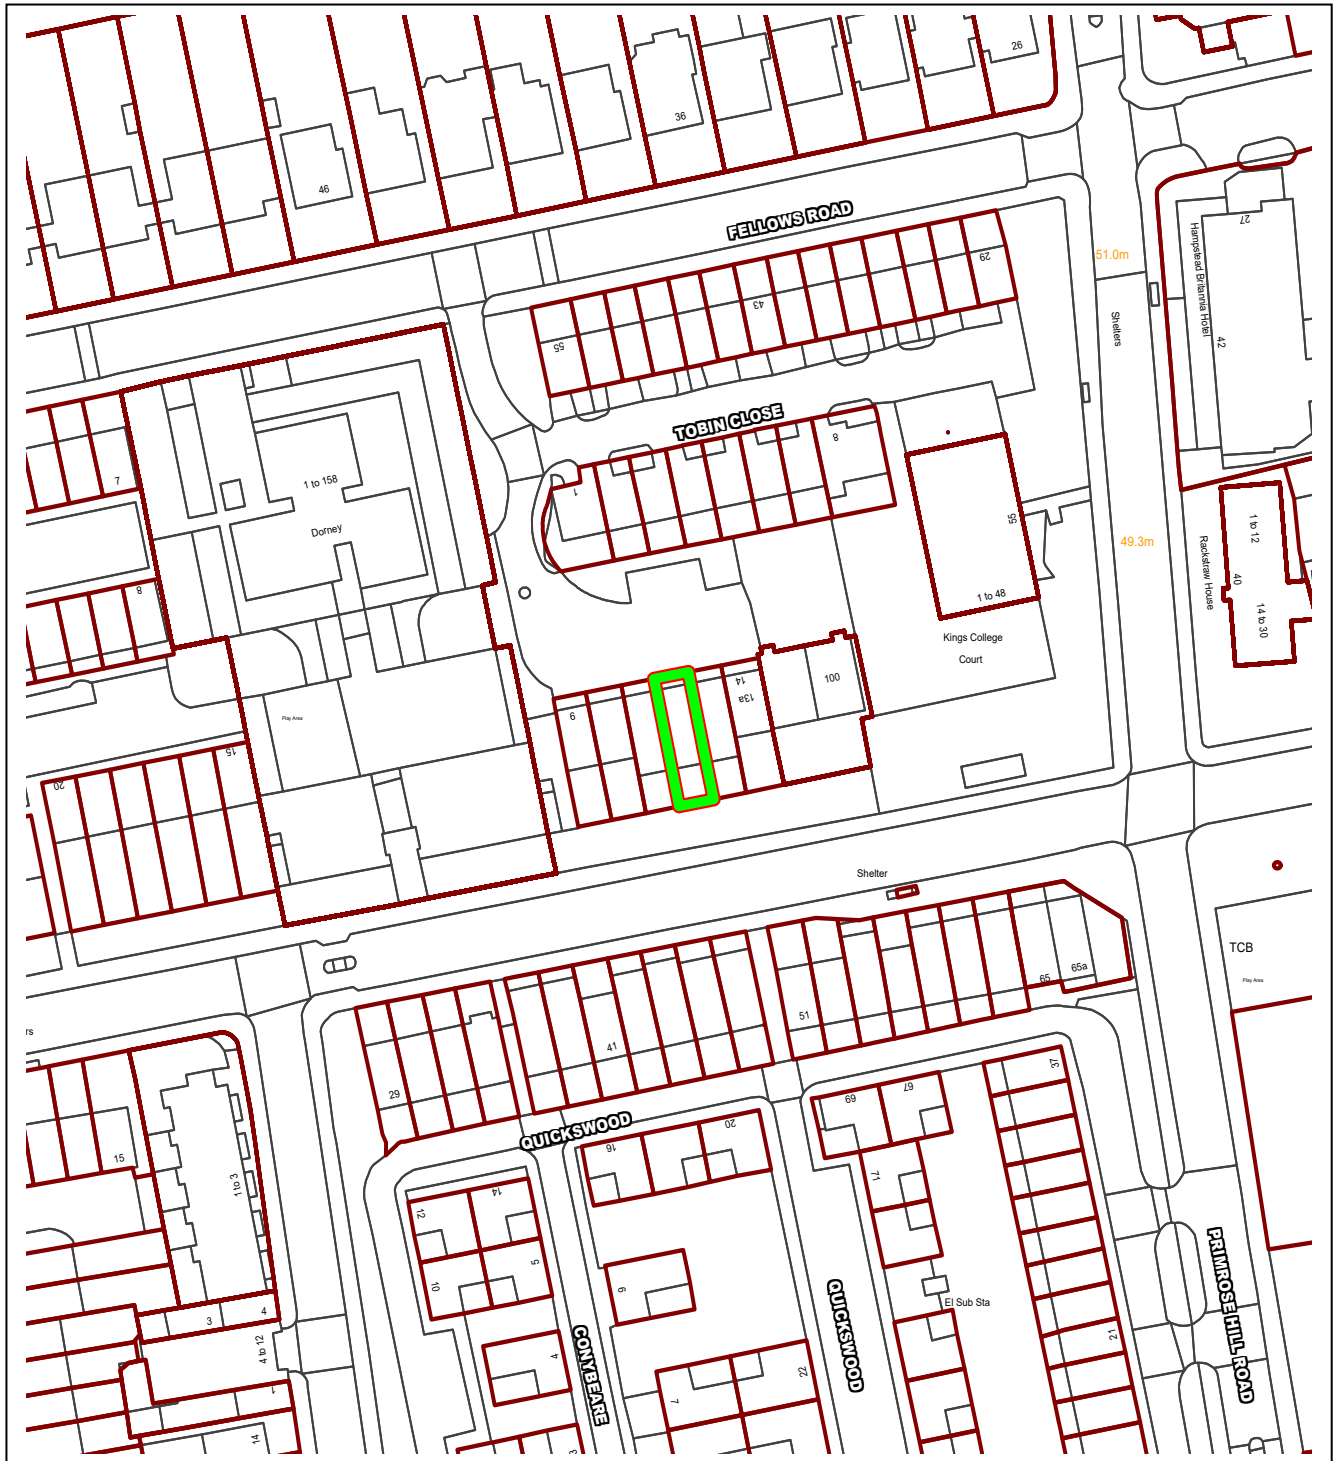 26
36
46
FELLOWS ROAD
27
Hampstead Britannia Hotel
42
51.0m
29
43
55
Shelters
TOBIN CLOSE
8
1
7
1 to 158
Dorney
8
55
1 to 48
49.3m
1 to 12
40
14 to 30
Rackstraw House
Kings College
Court
100
14
13a
9
Play Area
15
20
Shelter
TCB
Play Area
65
65a
51
41
29
rs
15
1 to 3
QUICKSWOOD
16
20
69
67
37
71
12
14
10
5
9
4
7
22
El Sub Sta
21
3
4
4 to 12
1
14
3
CONYBEARE
QUICKSWOOD
PRIMROSE HILL ROAD